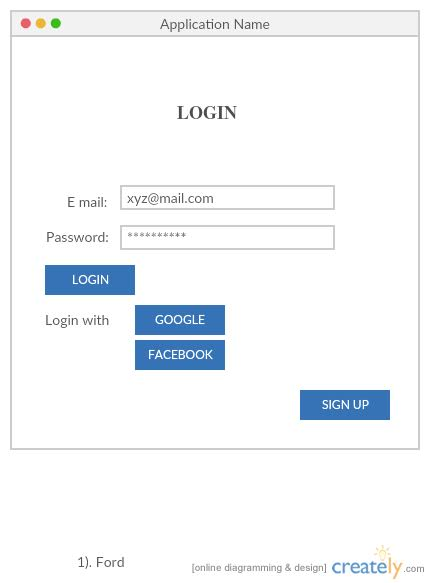 Application Name
LOGIN
E mail: xyz@mail.com
Password: **********
LOGIN
Login with GOOGLE
FACEBOOK
SIGN UP
1). Ford
[online diagramming & design] creately.com